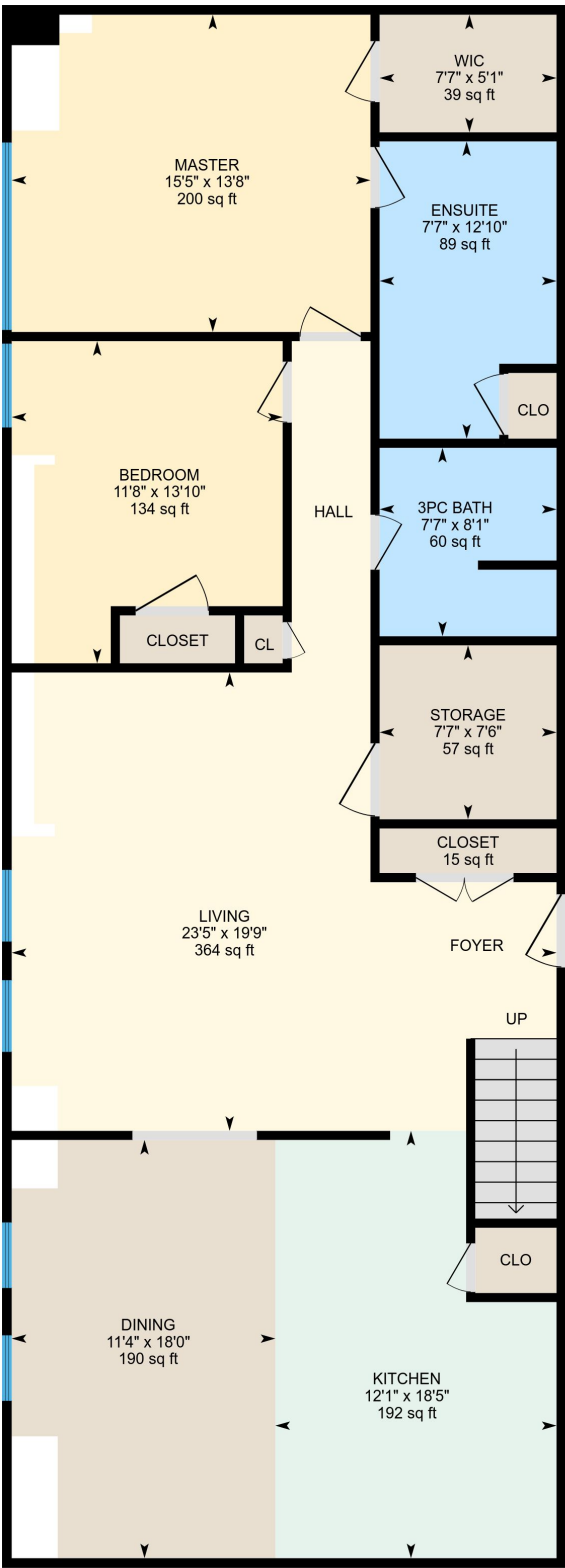 WIC
7'7" x 5'1"
39 sq ft
MASTER
15'5" x 13'8"
200 sq ft
ENSUITE
7'7" x 12'10"
89 sq ft
CLO
BEDROOM
11'8" x 13'10"
134 sq ft
HALL
3PC BATH
7'7" x 8'1"
60 sq ft
CLOSET
CL
STORAGE
7'7" x 7'6"
57 sq ft
CLOSET
15 sq ft
LIVING
23'5" x 19'9"
364 sq ft
FOYER
UP
CLO
DINING
11'4" x 18'0"
190 sq ft
KITCHEN
12'1" x 18'5"
192 sq ft